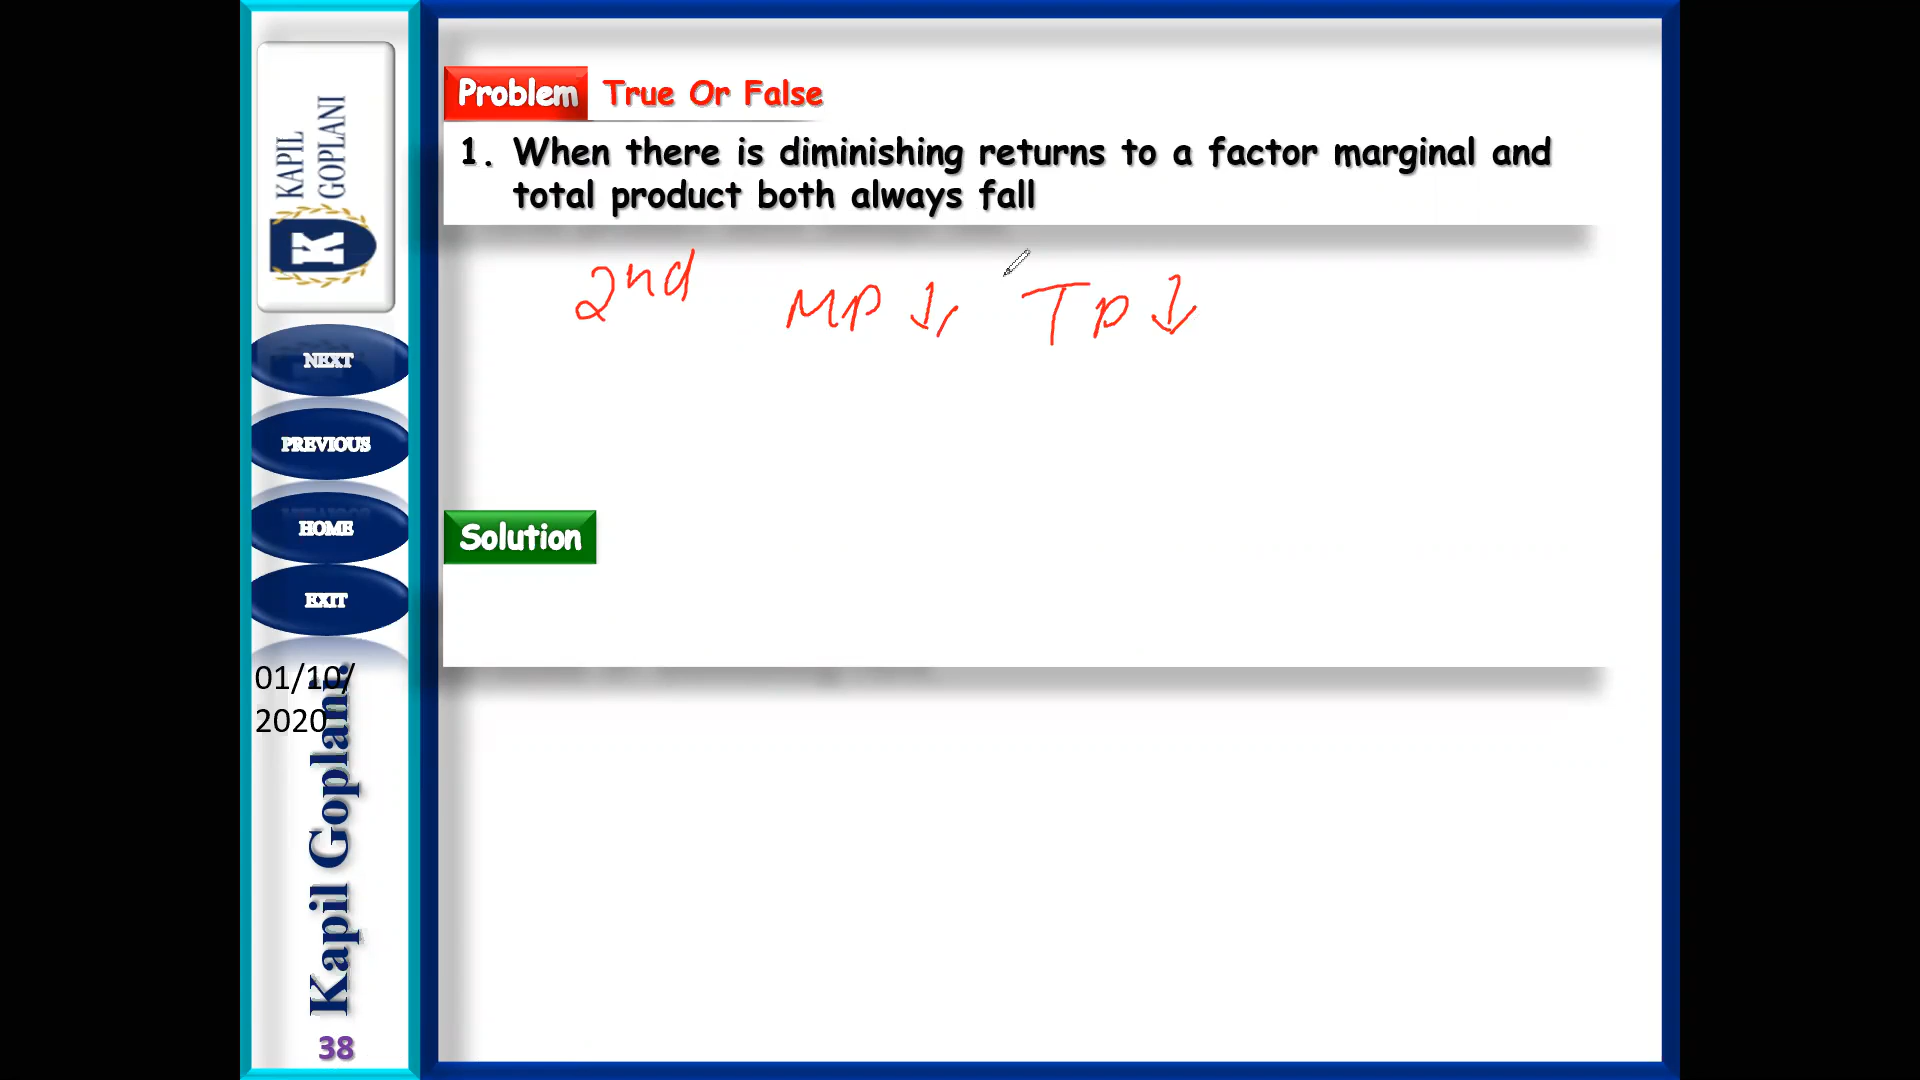 KAPIL
GOPLANI
K
NEXT
PREVIOUS
HOME
EXIT
01/10/
2020
Kapil Goplani.
38
Problem True Or False
1. When there is diminishing returns to a factor marginal and
total product both always fall
2nd MP ↓ TP ↓
Solution